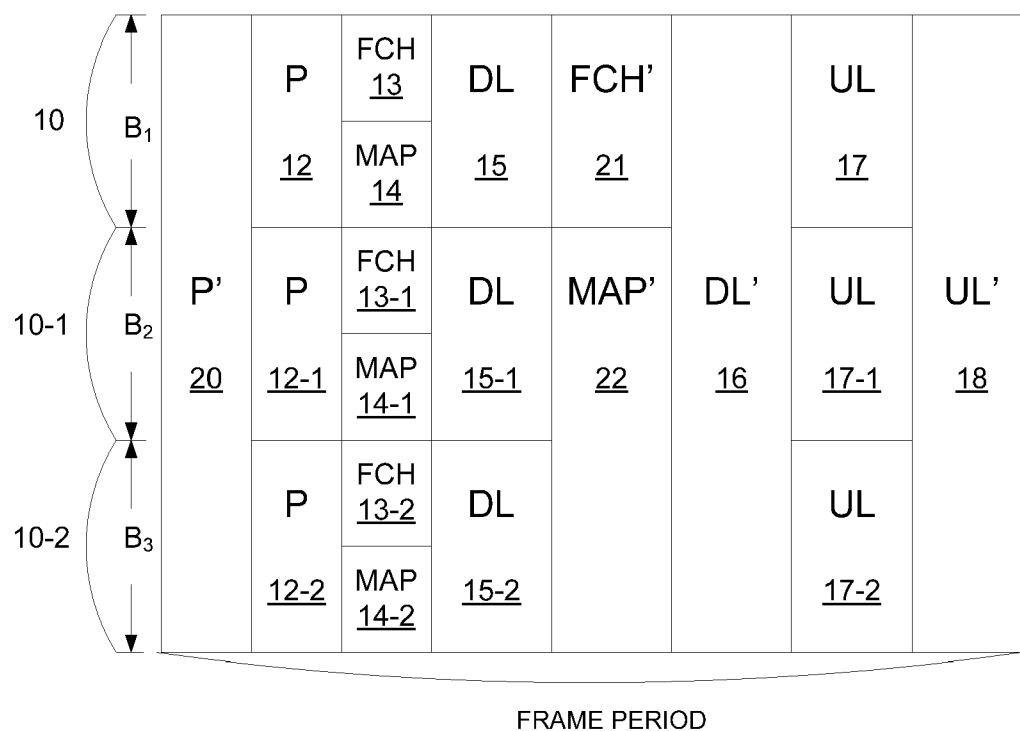 10
B₁
P
12
FCH
13
MAP
14
DL
15
FCH’
21
UL
17
10-1
B₂
P’
20
P
12-1
FCH
13-1
MAP
14-1
DL
15-1
MAP’
22
DL’
16
UL
17-1
UL’
18
10-2
B₃
P
12-2
FCH
13-2
MAP
14-2
DL
15-2
UL
17-2
FRAME PERIOD